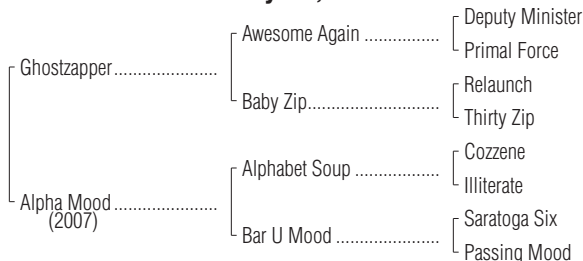 Deputy Minister
Awesome Again ................
Primal Force
Ghostzapper......................
Relaunch
Baby Zip............................
Thirty Zip
Cozzene
Alphabet Soup ..................
Illiterate
Alpha Mood ......................
(2007)
Saratoga Six
Bar U Mood ......................
Passing Mood